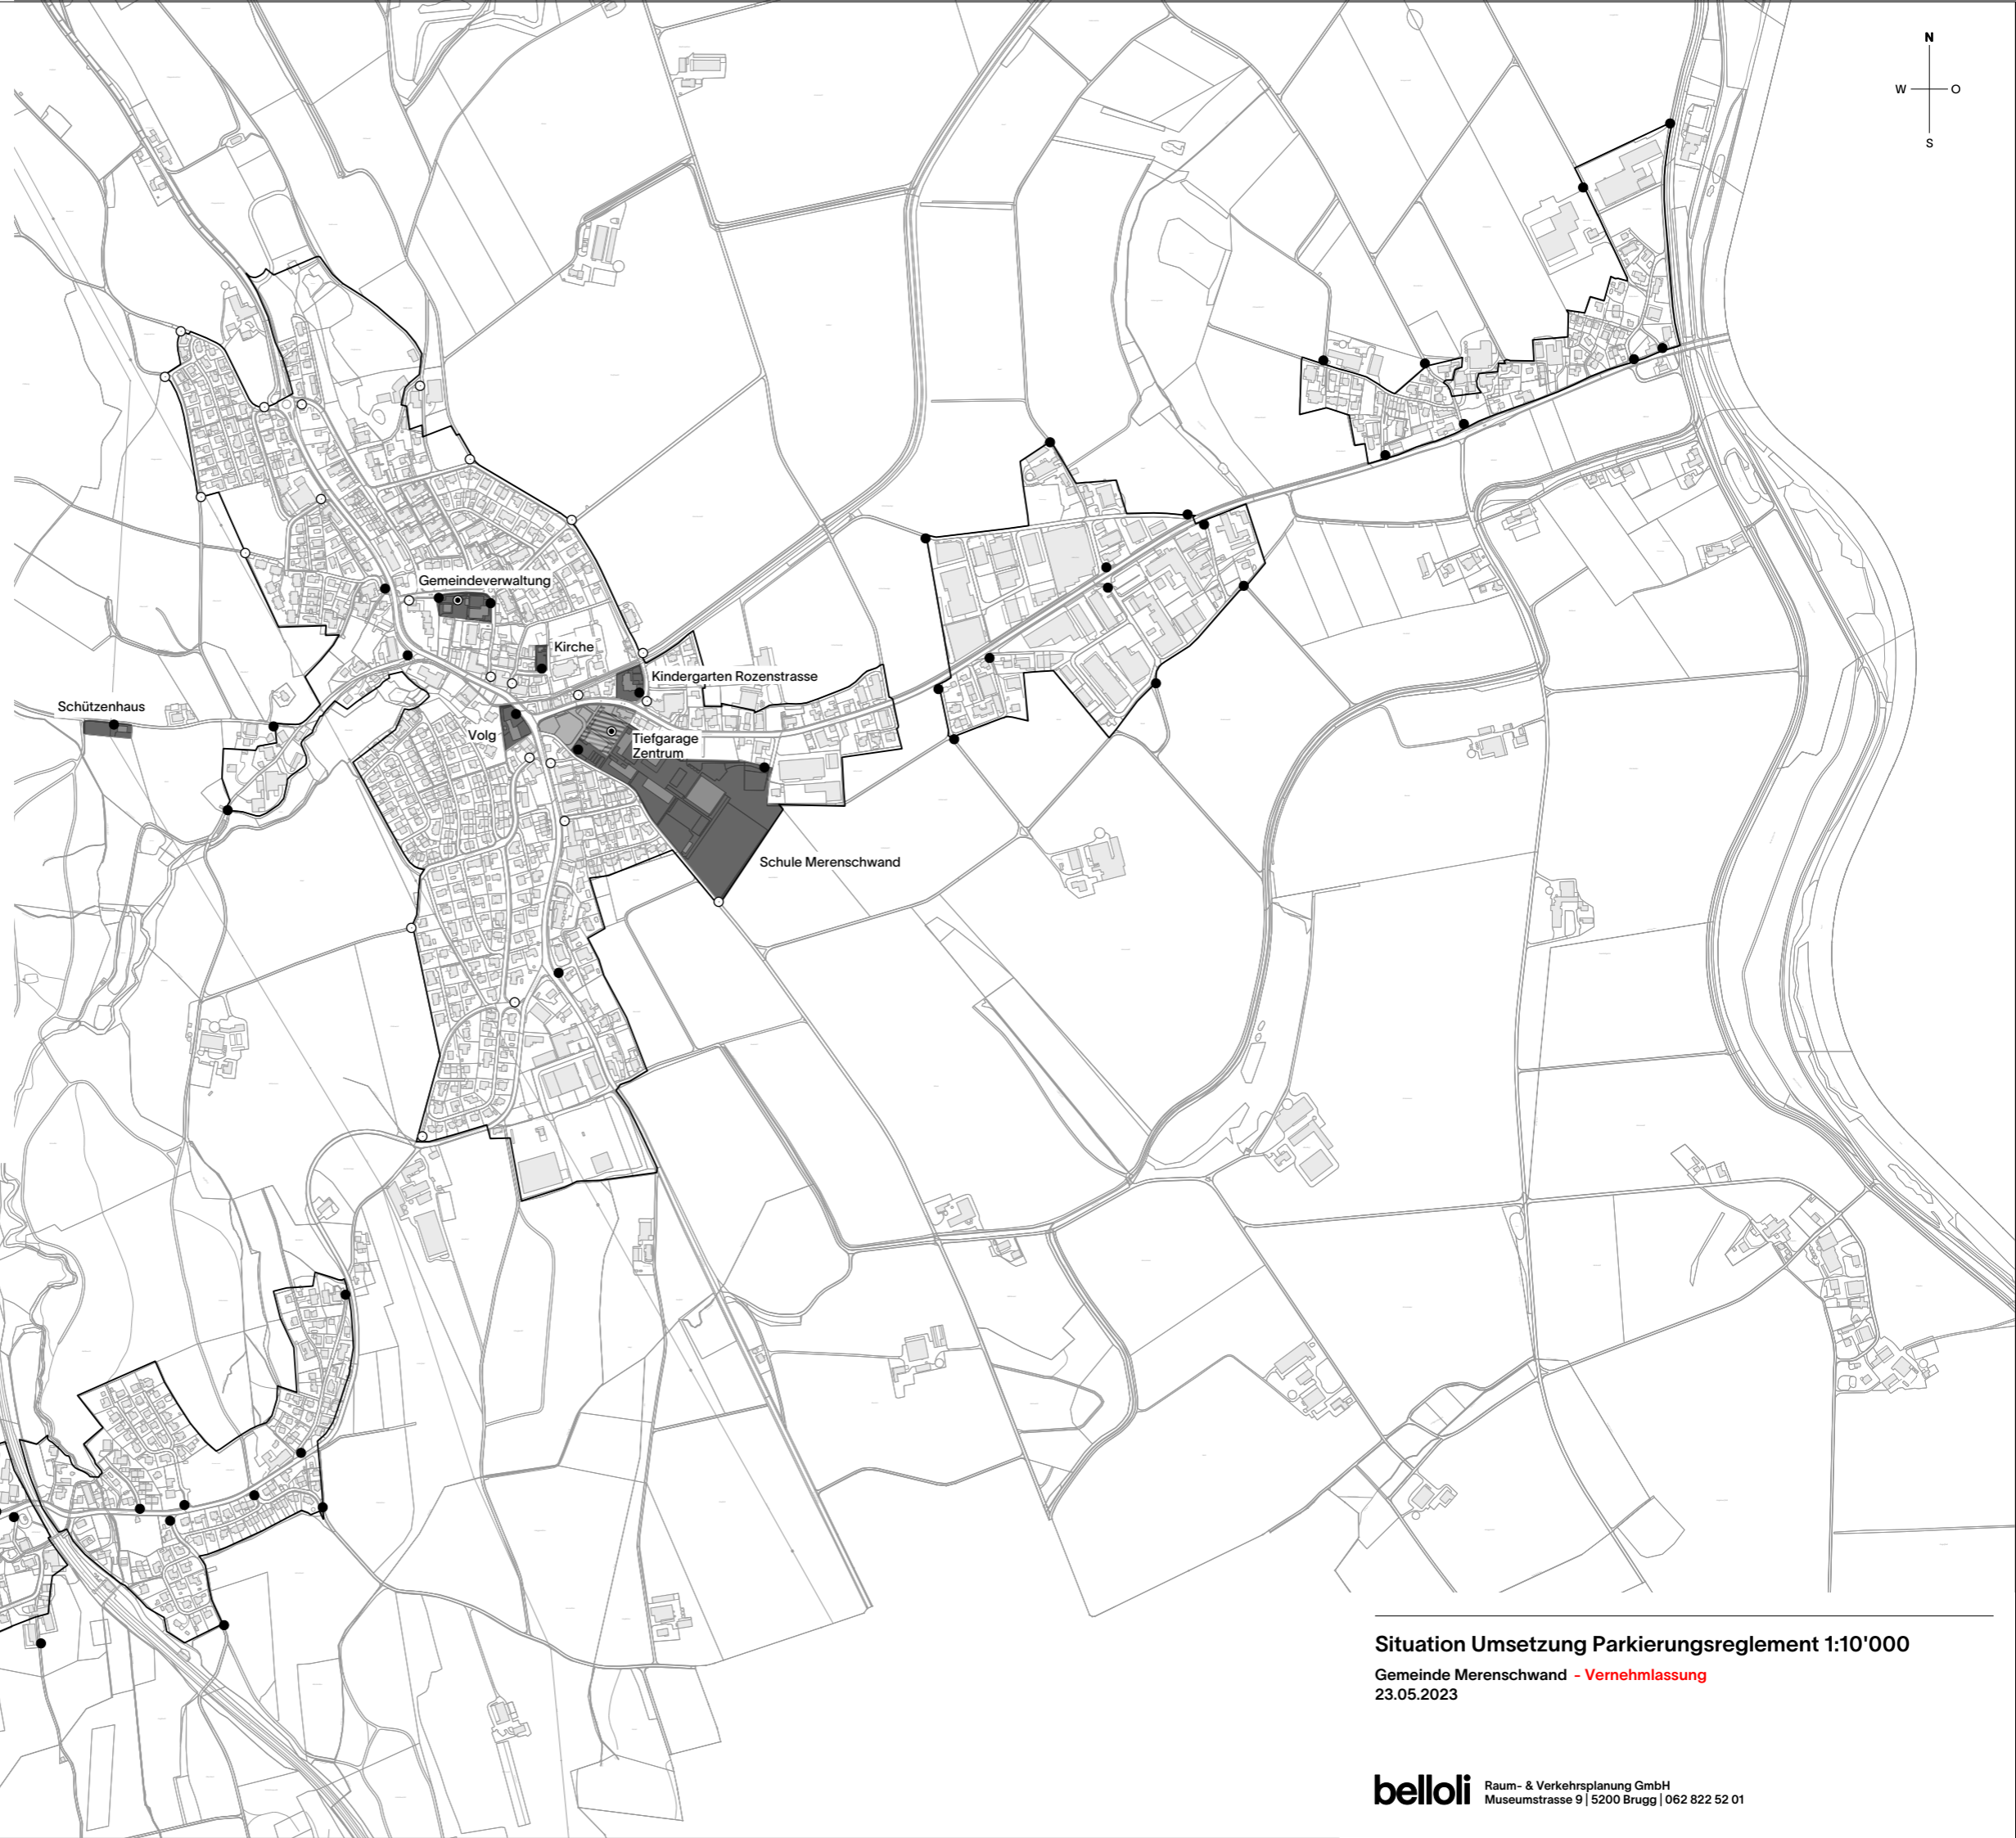 N
W
O
S
Gemeindeverwaltung
Kirche
Kindergarten Rozenstrasse
Schützenhaus
Volg
Tiefgarage
Zentrum
Schule Merenschwand
Situation Umsetzung Parkierungsreglement 1:10'000
Gemeinde Merenschwand - Vernehmlassung
23.05.2023
belloli
Raum- & Verkehrsplanung GmbH
Museumstrasse 9 | 5200 Brugg | 062 822 52 01